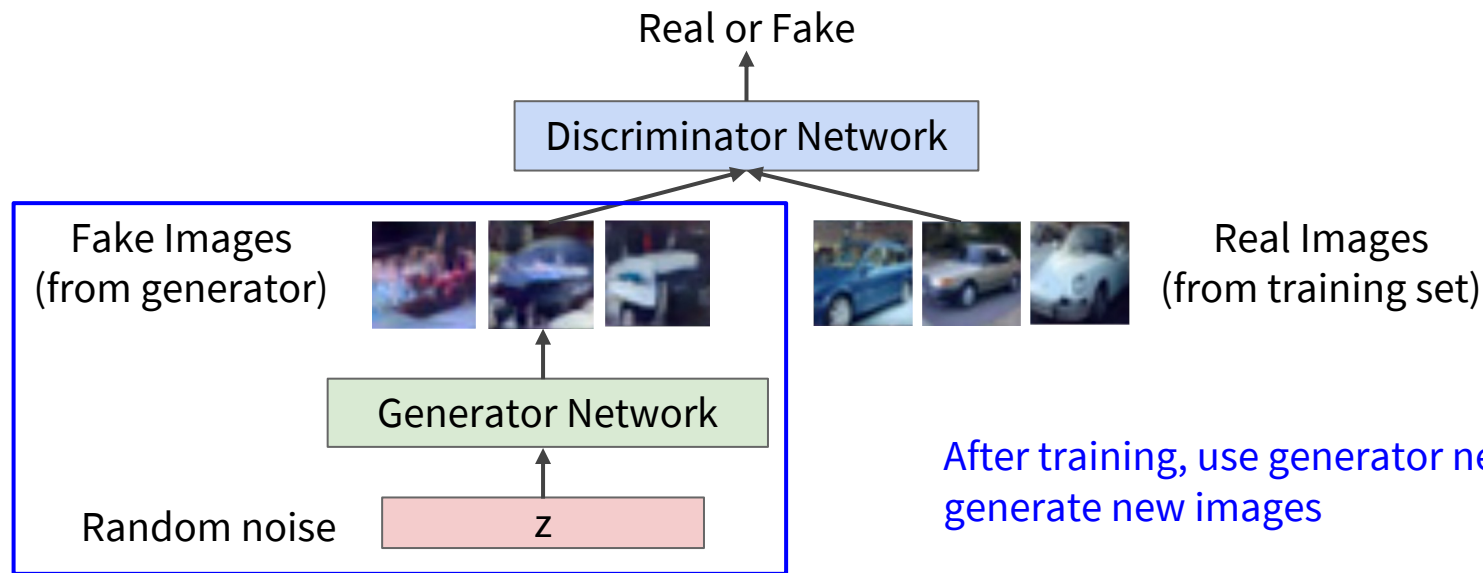 Real or Fake
Discriminator Network
Fake Images
(from generator)
Real Images
(from training set)
Generator Network
After training, use generator
generate new images
Random noise
z